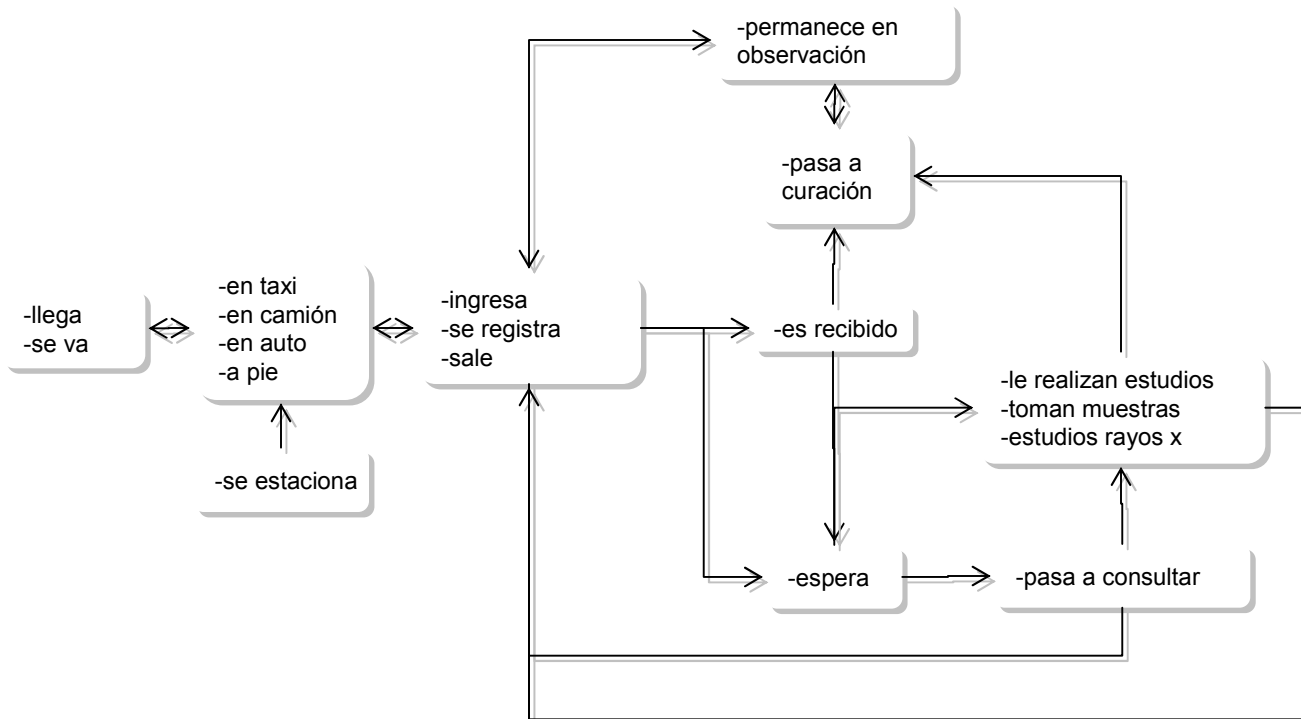 -permanece en
observación
-pasa a
curación
-llega
-se va
-en taxi
-en camión
-en auto
-a pie
-ingresa
-se registra
-sale
-es recibido
-le realizan estudios
-toman muestras
-estudios rayos x
-se estaciona
-espera
-pasa a consultar